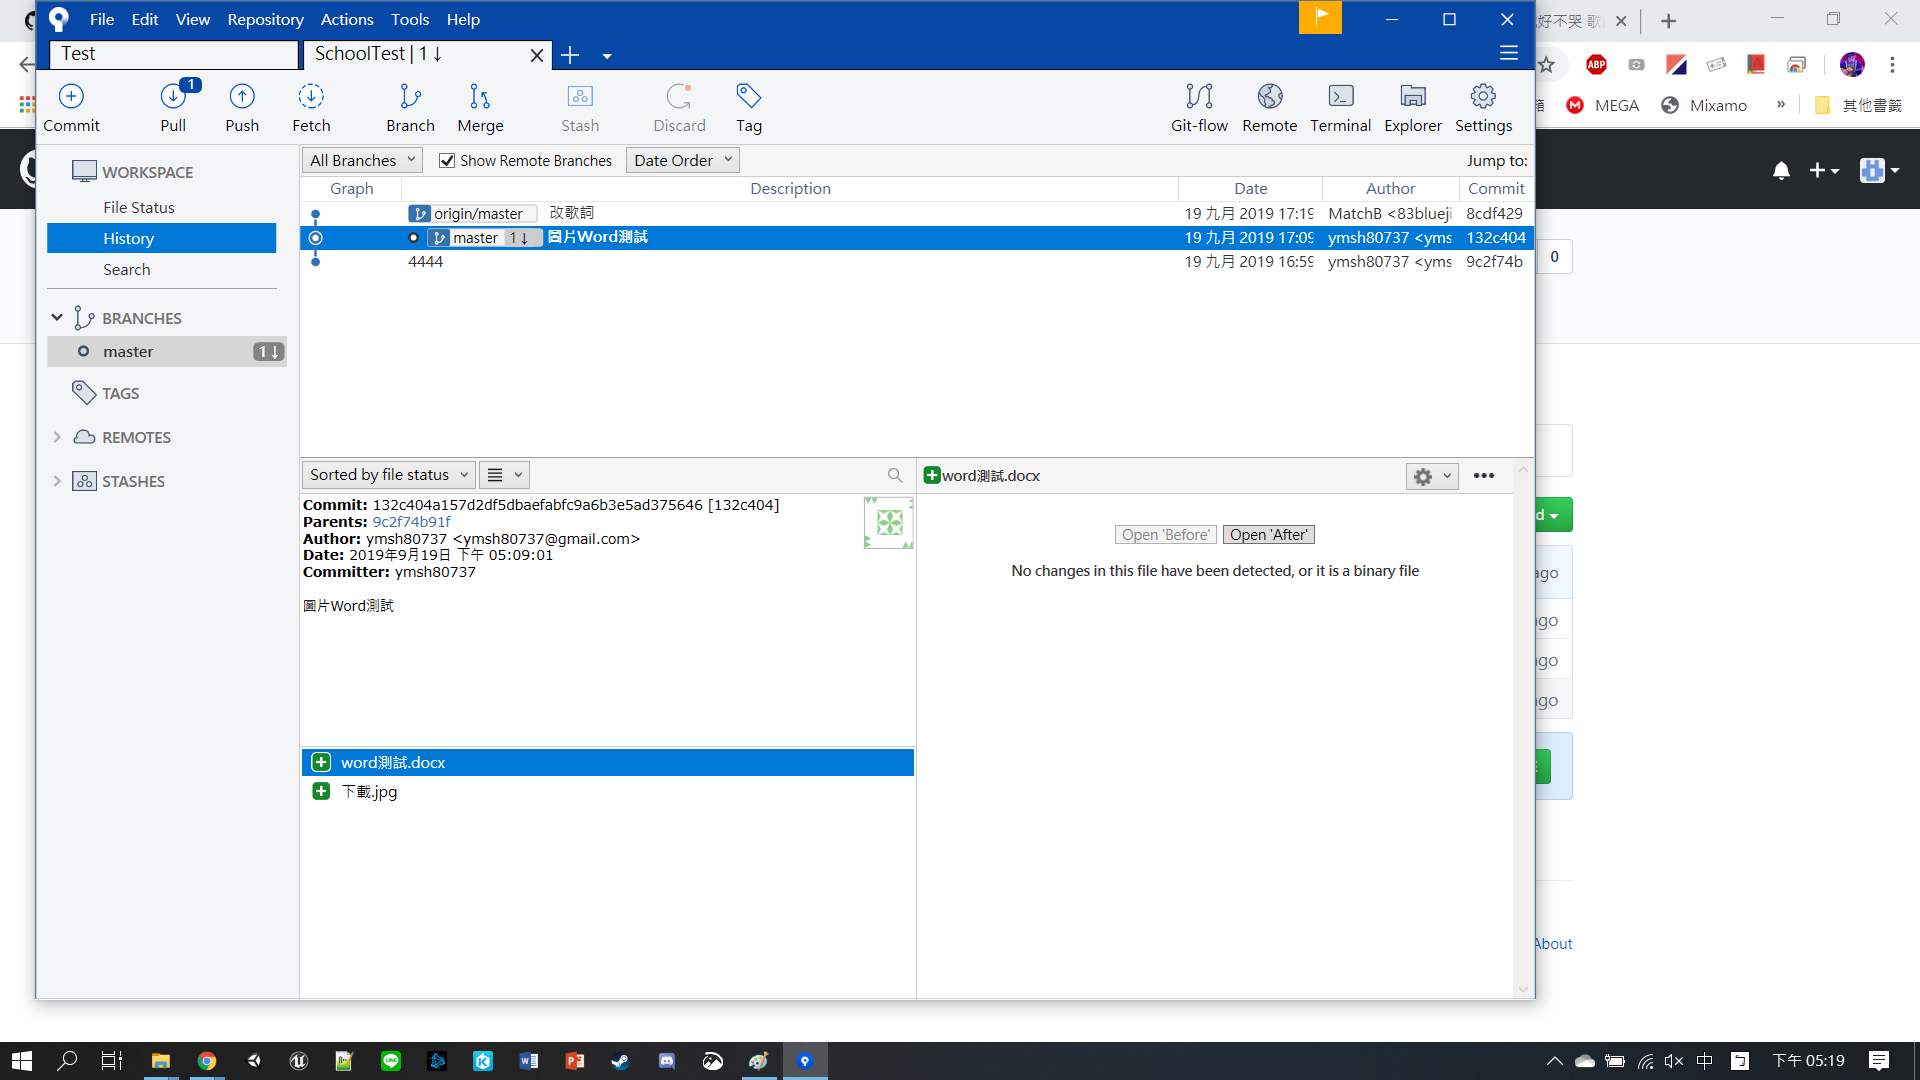 File Edit View Repository Actions Tools Help
好不哭 歌
Test
SchoolTest | 1 ↓
ABP
1
Commit Pull Push Fetch Branch Merge Stash Discard Tag Git-flow Remote Terminal Explorer Settings
MEGA Mixamo » 其他書籤
WORKSPACE
File Status
History
Search
BRANCHES
master 1 ↓
TAGS
REMOTES
STASHES
All Branches Show Remote Branches Date Order Jump to:
Graph Description Date Author Commit
origin/master 改歌詞 19 九月 2019 17:19 MatchB <83blueji 8cdf429
master 1 ↓ 圖片Word測試 19 九月 2019 17:09 ymsh80737 <yms 132c404
4444 19 九月 2019 16:59 ymsh80737 <yms 9c2f74b
0
Sorted by file status
Commit: 132c404a157d2df5dbaefabfc9a6b3e5ad375646 [132c404]
Parents: 9c2f74b91f
Author: ymsh80737 <ymsh80737@gmail.com>
Date: 2019年9月19日 下午 05:09:01
Committer: ymsh80737
圖片Word測試
word測試.docx
下載.jpg
word測試.docx
Open 'Before' Open 'After'
No changes in this file have been detected, or it is a binary file
d
ago
ago
ago
ago
About
中 下午 05:19